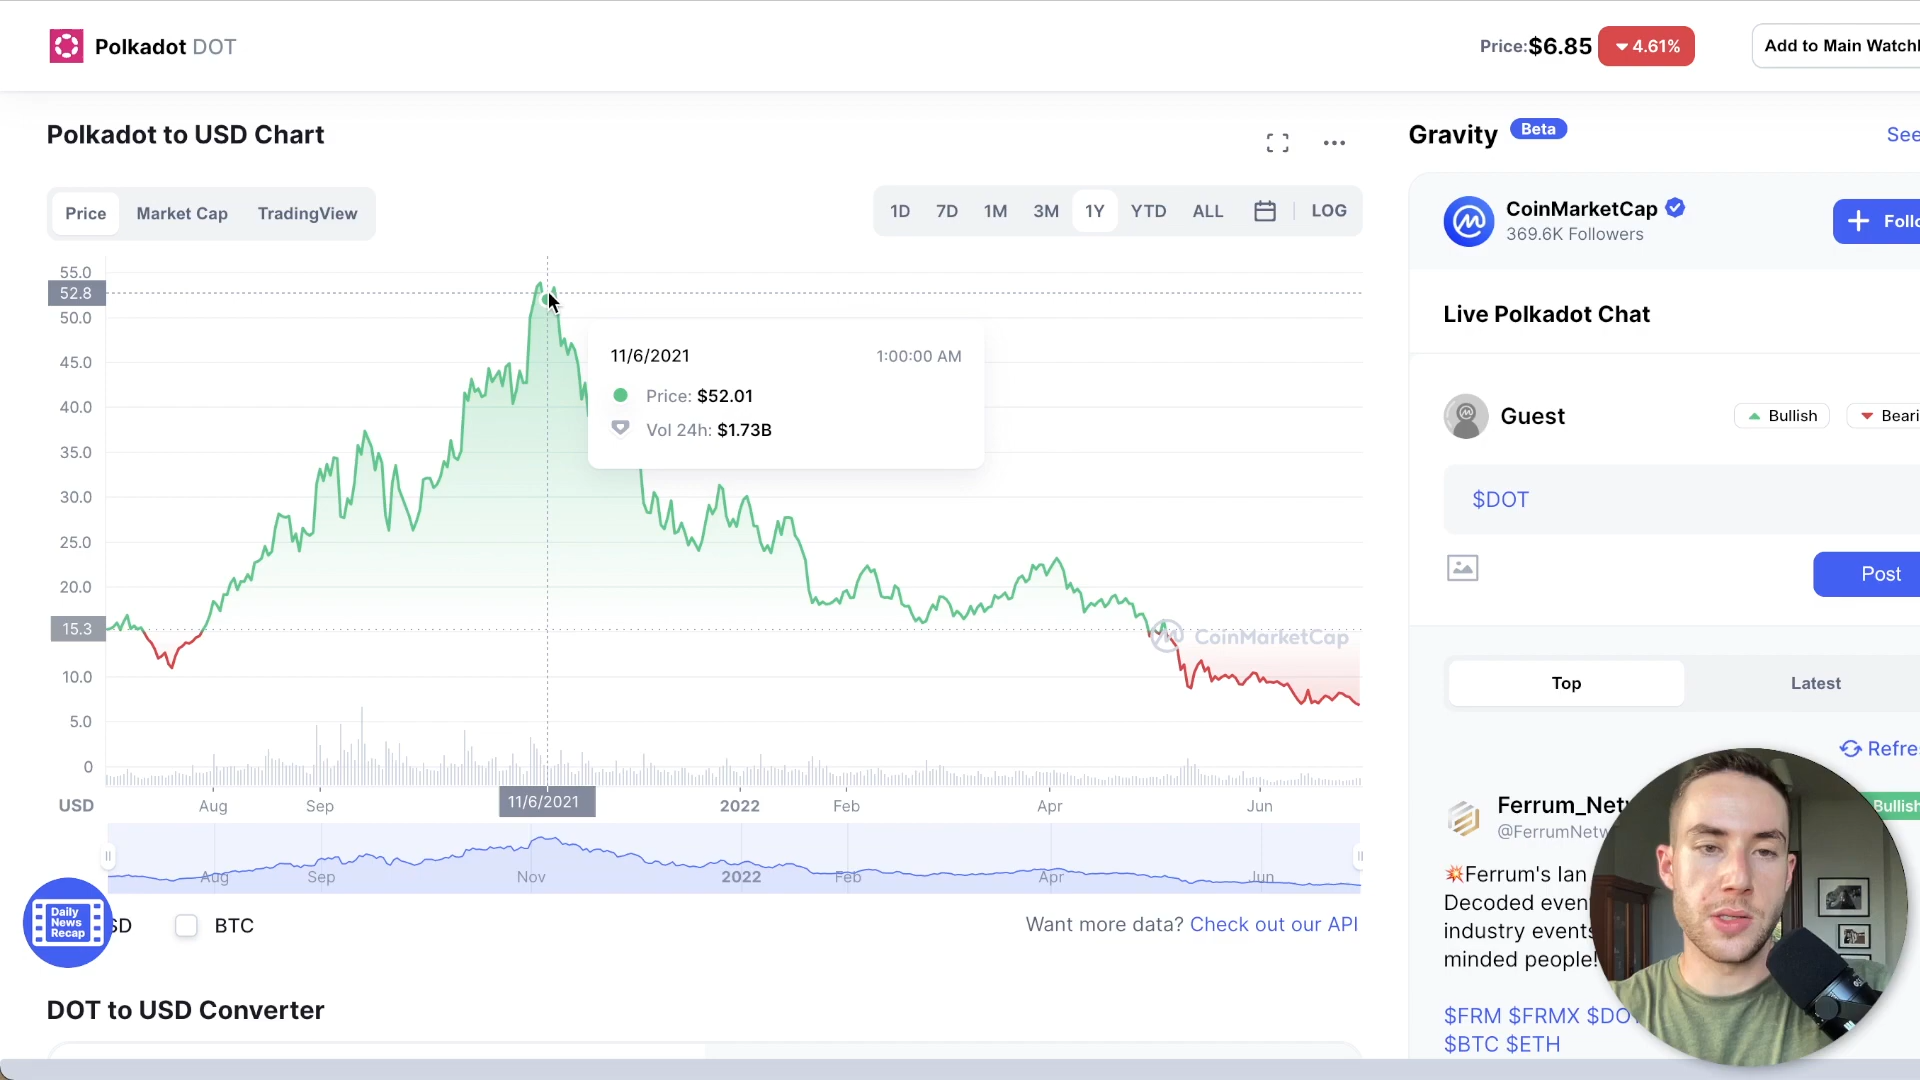 Polkadot DOT
Price:$6.85
4.61%
Add to Main Watchl
Polkadot to USD Chart
Price
Market Cap
TradingView
1D
7D
1M
3M
1Y
YTD
ALL
LOG
55.0
52.8
50.0
45.0
40.0
35.0
30.0
25.0
20.0
15.3
10.0
5.0
0
11/6/2021
1:00:00 AM
Price: $52.01
Vol 24h: $1.73B
CoinMarketCap
USD
Aug
Sep
11/6/2021
2022
Feb
Apr
Jun
Aug
Sep
Nov
2022
Feb
Apr
Jun
Daily
News
Recap
SD
BTC
Want more data? Check out our API
DOT to USD Converter
Gravity
Beta
See
CoinMarketCap
369.6K Followers
Follo
Live Polkadot Chat
Guest
Bullish
Beari
$DOT
Post
Top
Latest
Refre
Ferrum_Netw
@FerrumNetwo
Bullish
Ferrum's Ian
Decoded even
industry events
minded people!
$FRM $FRMX $DOT
$BTC $ETH